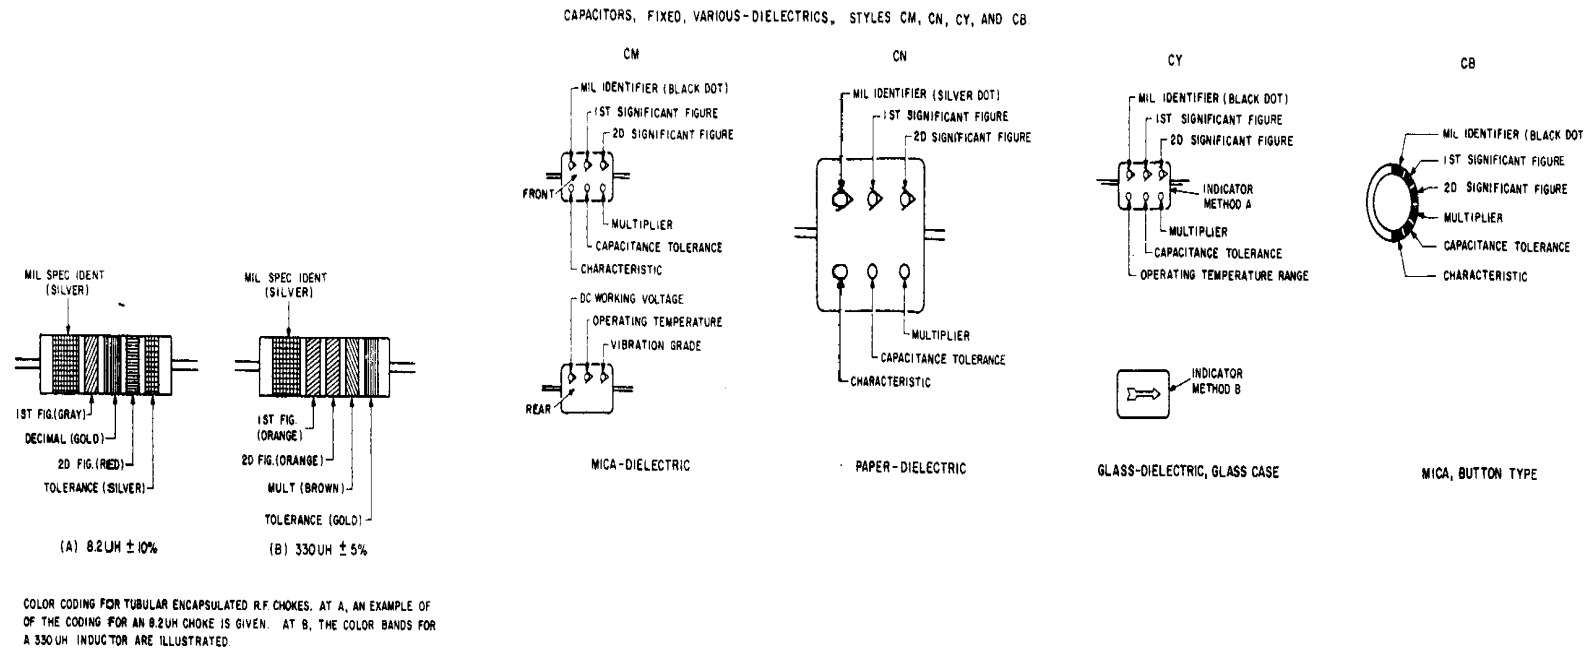 CAPACITORS, FIXED, VARIOUS-DIELECTRICS, STYLES CM, CN, CY, AND CB
CM
MIL IDENTIFIER (BLACK DOT)
1ST SIGNIFICANT FIGURE
2D SIGNIFICANT FIGURE
FRONT
MULTIPLIER
CAPACITANCE TOLERANCE
CHARACTERISTIC
DC WORKING VOLTAGE
OPERATING TEMPERATURE
VIBRATION GRADE
REAR
MICA-DIELECTRIC
CN
MIL IDENTIFIER (SILVER DOT)
1ST SIGNIFICANT FIGURE
2D SIGNIFICANT FIGURE
MULTIPLIER
CAPACITANCE TOLERANCE
CHARACTERISTIC
PAPER-DIELECTRIC
CY
MIL IDENTIFIER (BLACK DOT)
1ST SIGNIFICANT FIGURE
2D SIGNIFICANT FIGURE
INDICATOR
METHOD A
MULTIPLIER
CAPACITANCE TOLERANCE
OPERATING TEMPERATURE RANGE
INDICATOR
METHOD B
GLASS-DIELECTRIC, GLASS CASE
CB
MIL IDENTIFIER (BLACK DOT
1ST SIGNIFICANT FIGURE
2D SIGNIFICANT FIGURE
MULTIPLIER
CAPACITANCE TOLERANCE
CHARACTERISTIC
MICA, BUTTON TYPE
MIL SPEC IDENT
(SILVER)
1ST FIG.(GRAY)
DECIMAL (GOLD)
2D FIG.(RED)
TOLERANCE (SILVER)
(A) 8.2UH ±10%
MIL SPEC IDENT
(SILVER)
1ST FIG.
(ORANGE)
2D FIG.(ORANGE)
MULT (BROWN)
TOLERANCE (GOLD)
(B) 330UH ±5%
COLOR CODING FOR TUBULAR ENCAPSULATED R.F. CHOKES. AT A, AN EXAMPLE OF
OF THE CODING FOR AN 8.2UH CHOKE IS GIVEN. AT B, THE COLOR BANDS FOR
A 330 UH INDUCTOR ARE ILLUSTRATED.